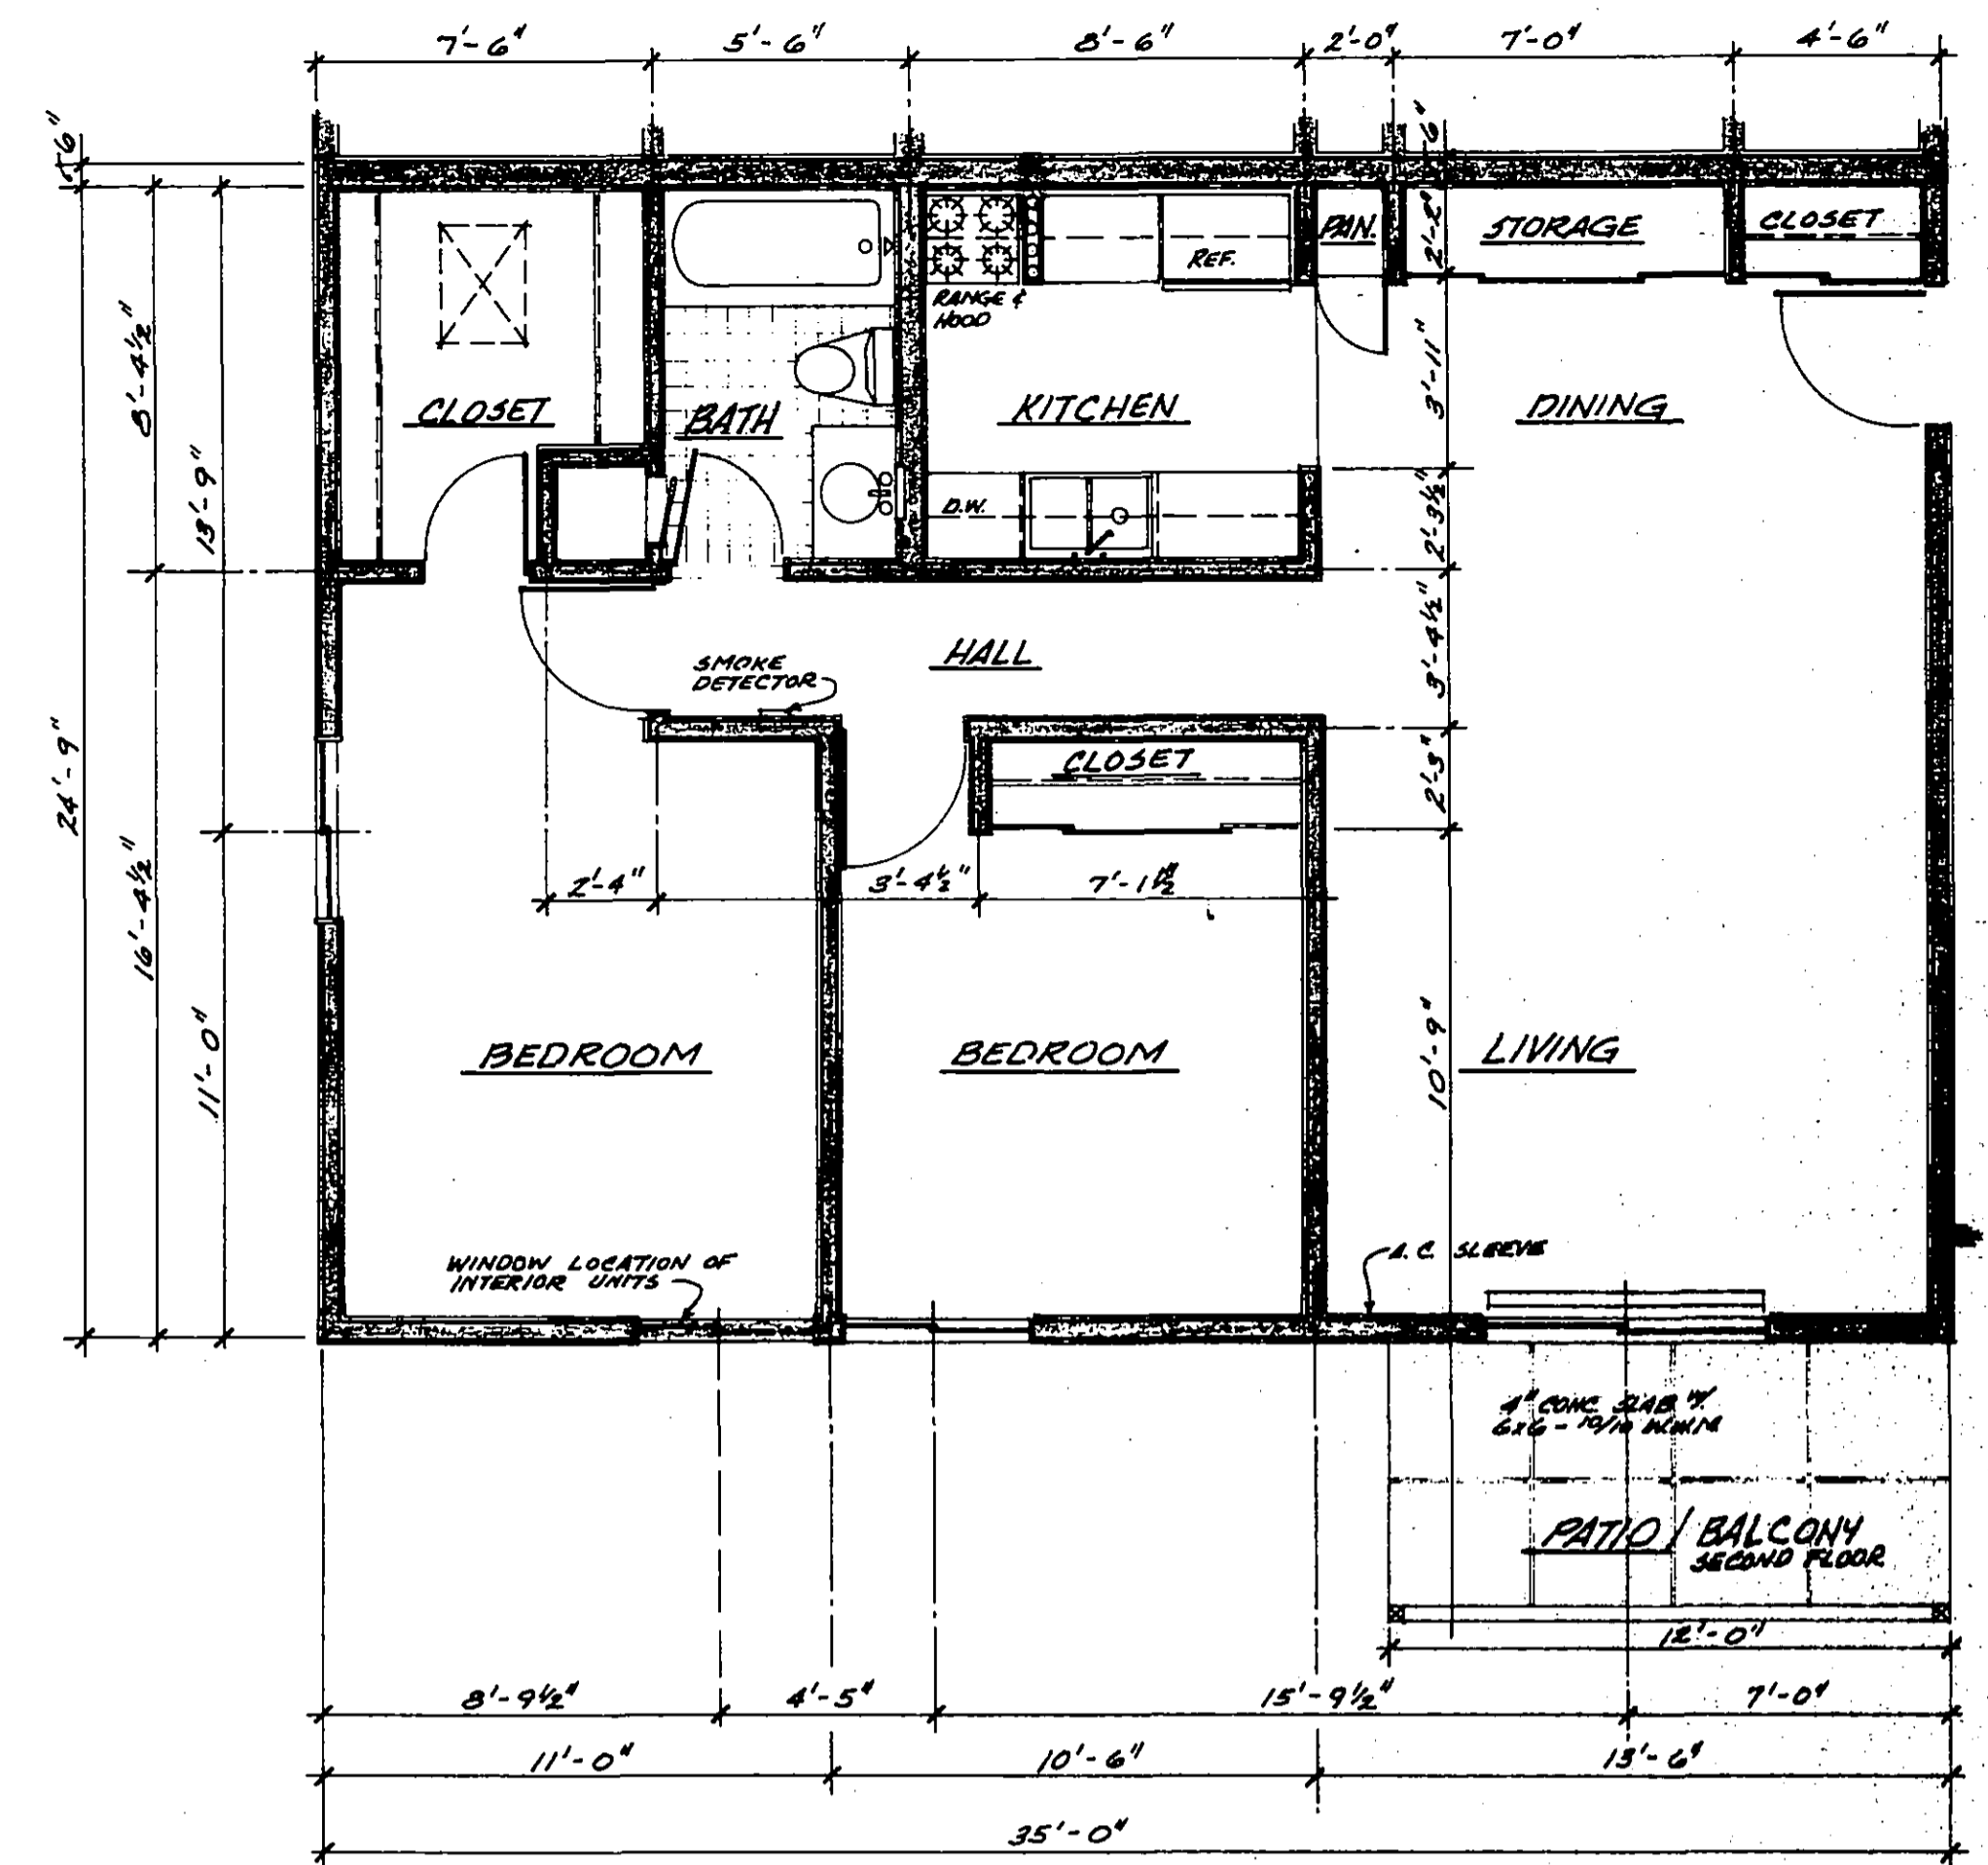 7'-6"
5'-6"
8'-6"
2'-0"
7'-0"
4'-6"
6"
6"
PAN.
2'-2"
STORAGE
CLOSET
REF.
RANGE &
HOOD
8'-4½"
3'-11"
CLOSET
BATH
KITCHEN
DINING
13'-9"
D.W.
2'-3½"
HALL
3'-4½"
SMOKE
DETECTOR
24'-9"
CLOSET
2'-3"
16'-4½"
2'-4"
3'-4½"
7'-1½"
11'-0"
BEDROOM
BEDROOM
10'-9"
LIVING
WINDOW LOCATION OF
INTERIOR UNITS
A.C. SLEEVE
4" CONC. SLAB W/
6x6 - 10/10 W.W.M.
PATIO / BALCONY
SECOND FLOOR
12'-0"
8'-9½"
4'-5"
15'-9½"
7'-0"
11'-0"
10'-6"
13'-6"
35'-0"